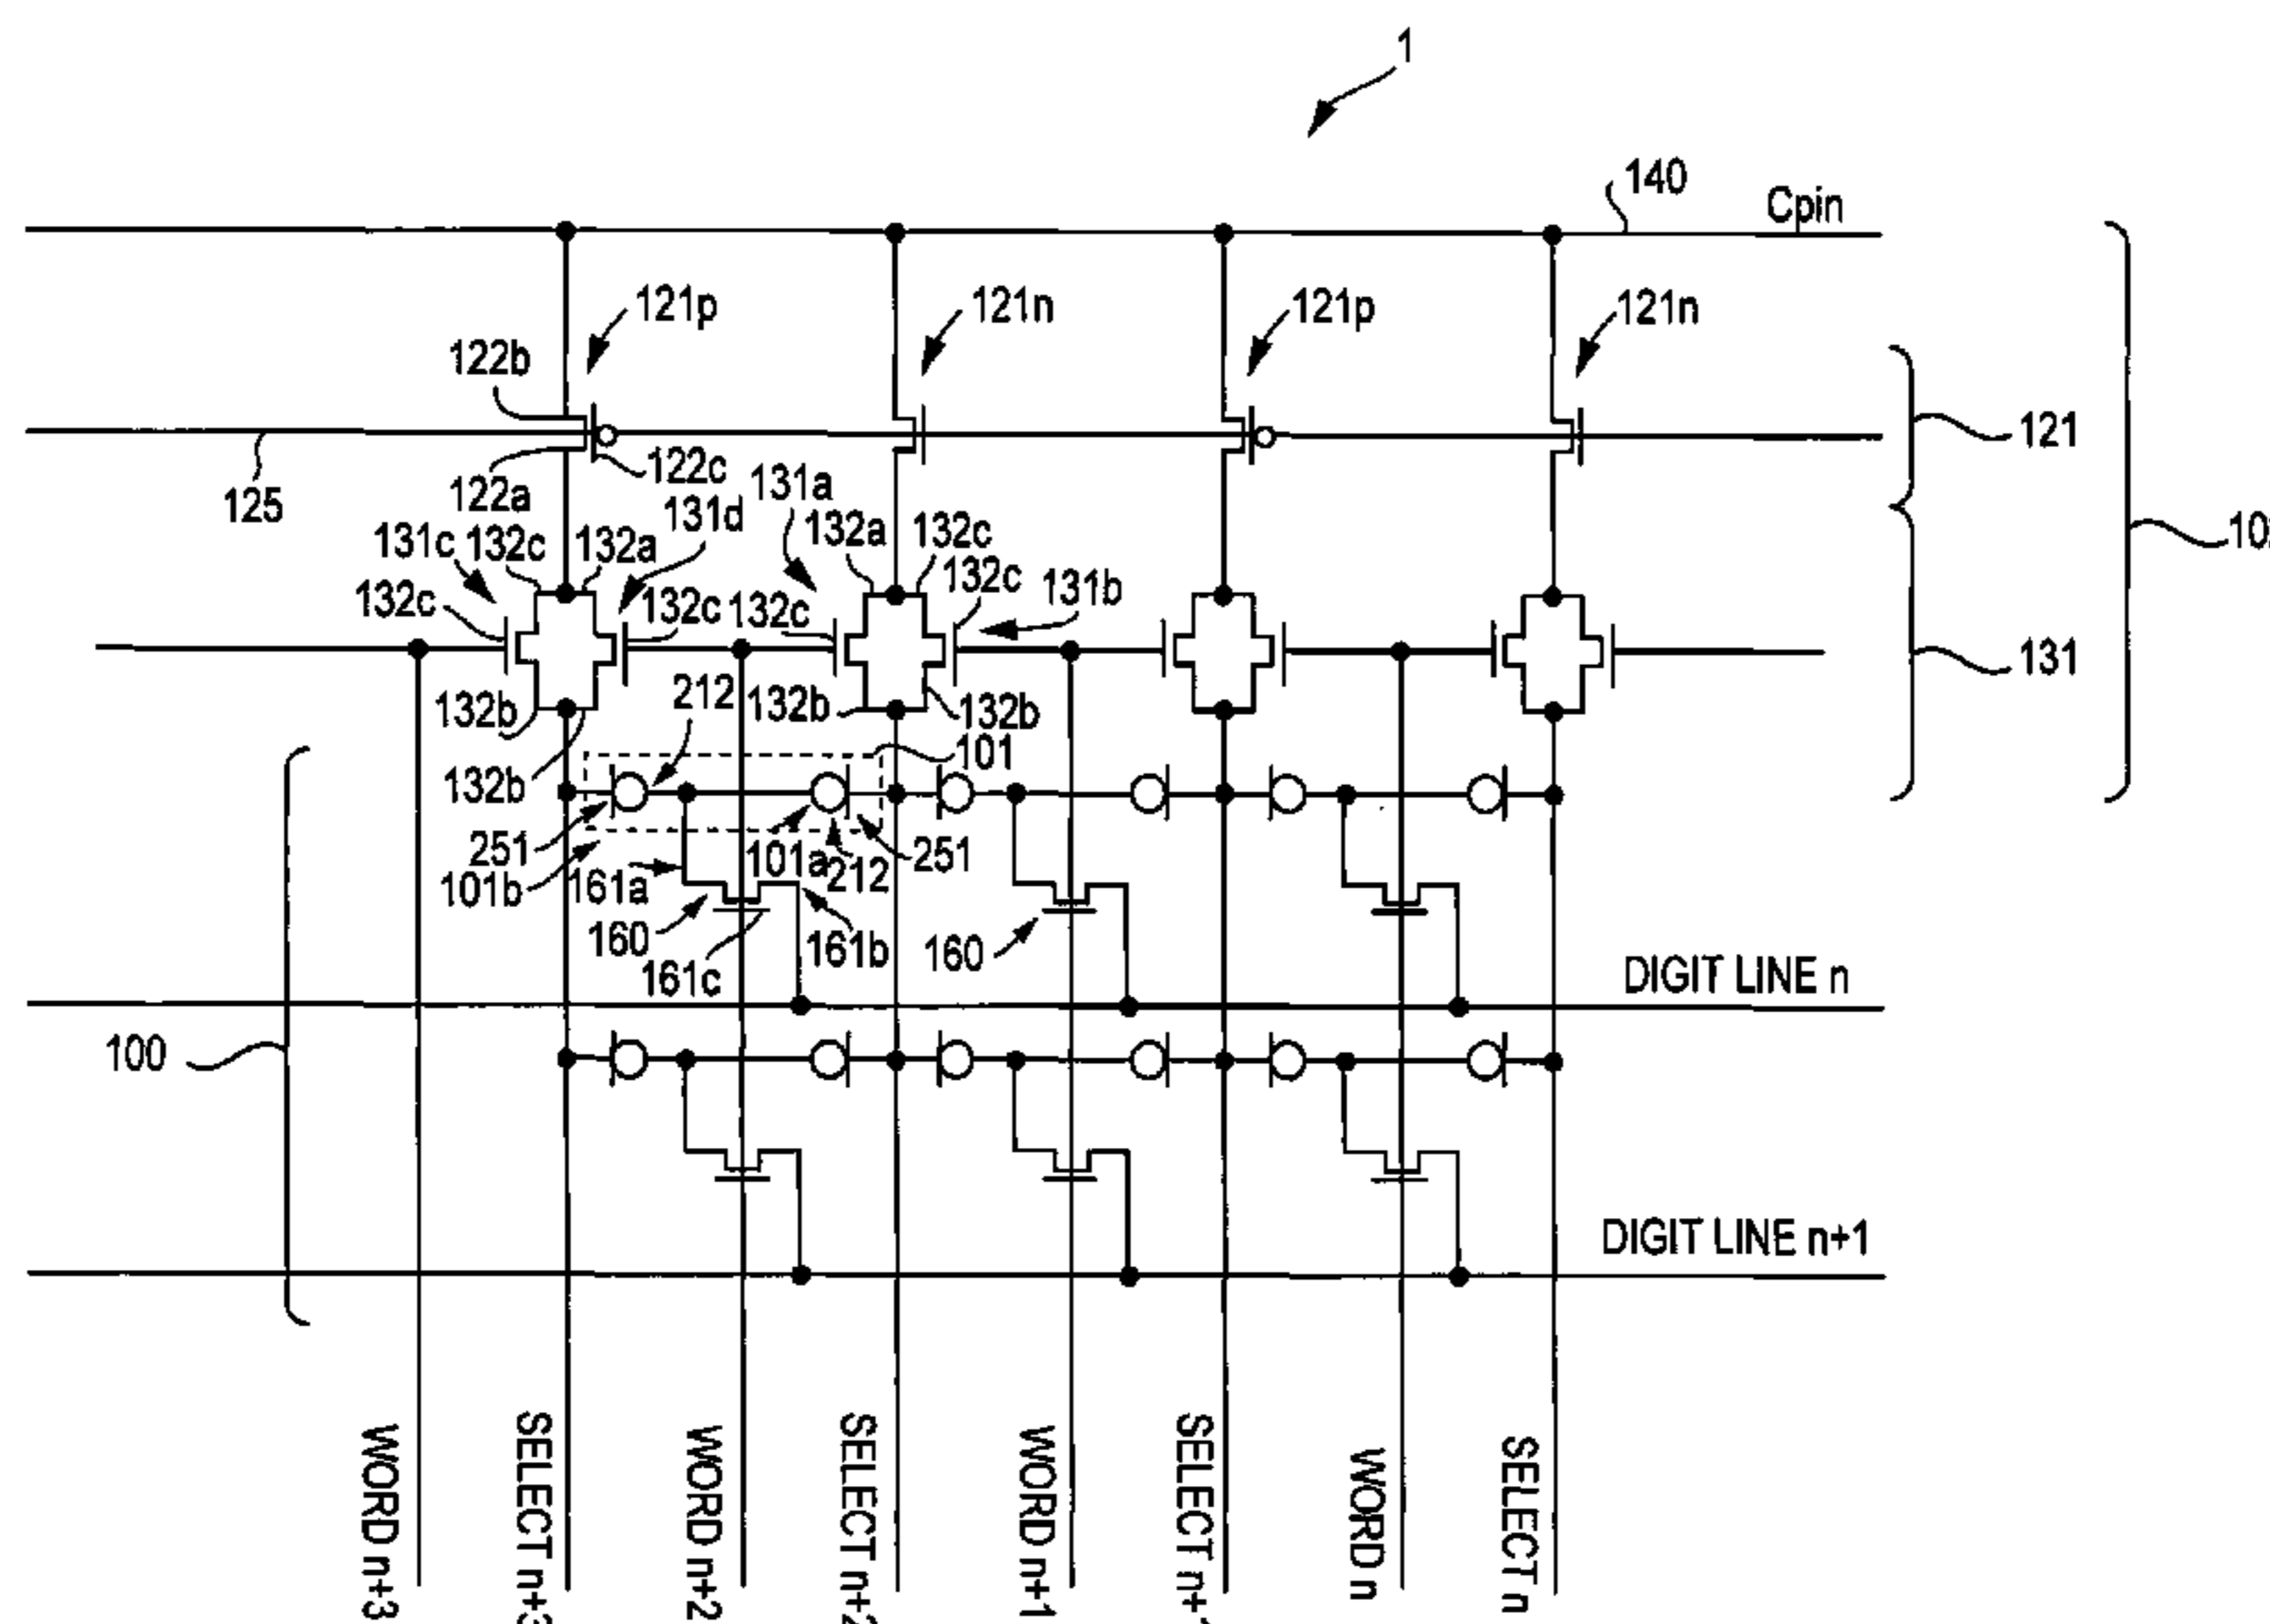 1
140
Cpin
121p
121n
121p
121n
122b
121
125
122a
122c
131a
131d
131c
132c
132a
132a
132c
132c
132c
132c
132c
131b
131
132b
212
132b
132b
101
132b
251
101b
161a
101a
212
251
160
161c
161b
160
DIGIT LINE n
100
DIGIT LINE n+1
WORD n+3
SELECT n+3
WORD n+2
SELECT n+2
WORD n+1
SELECT n+
WORD n
SELECT n